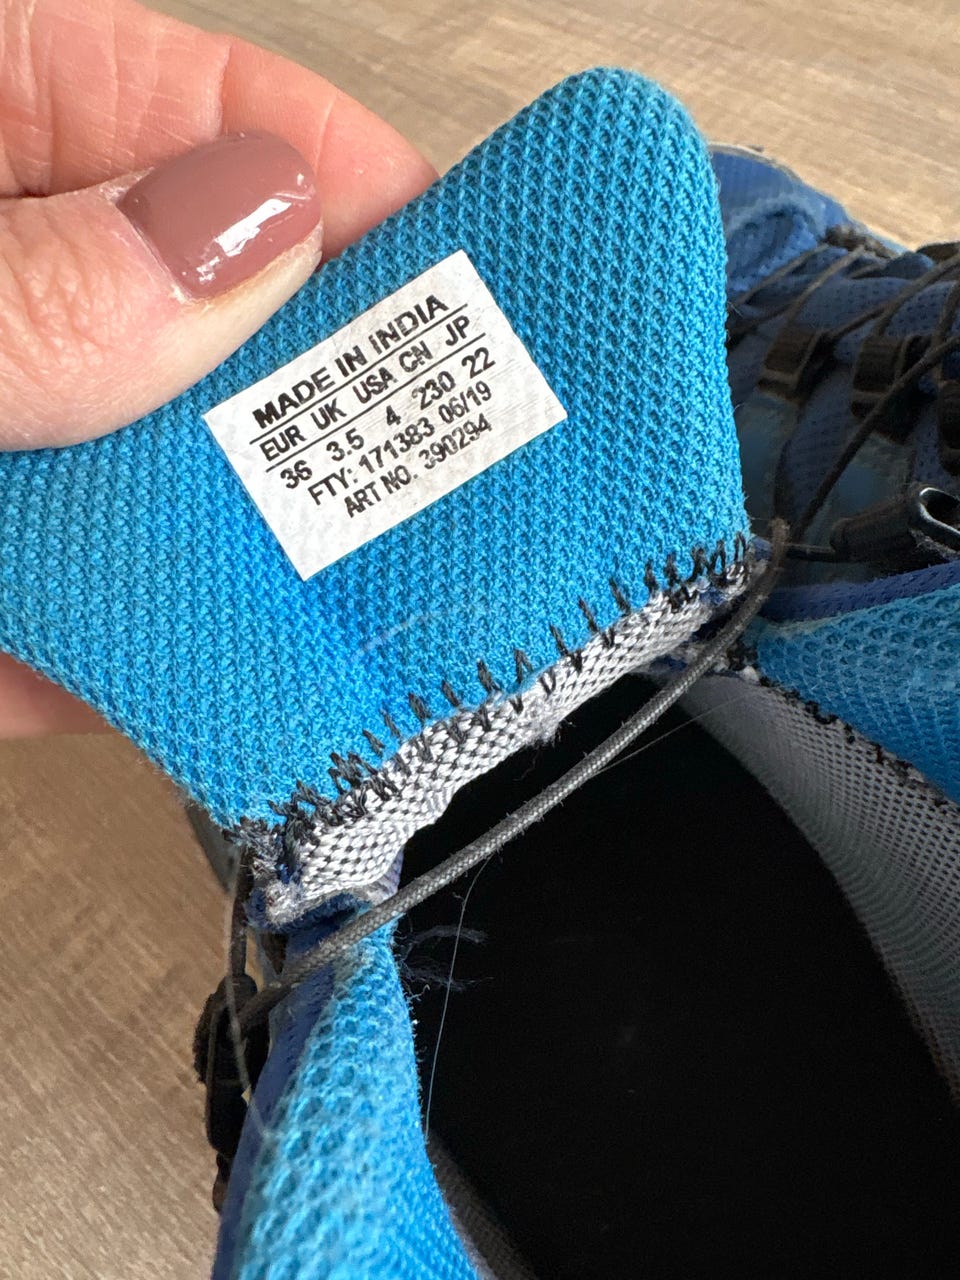 MADE IN INDIA
EUR UK USA CN JP
36 3.5 4 230 22
FTY: 171383 06/19
ART NO. 390294